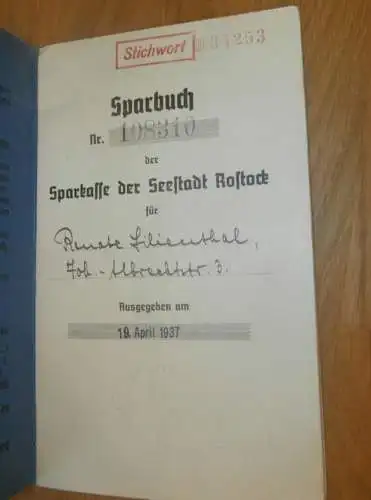 Stichwort 034253
Sparbuch
Nr. 108310
der
Sparkasse der Seestadt Rostock
für
Renate Lilienthal,
Joh.-Albrechtstr. 3.
Ausgegeben am
19. April 1937